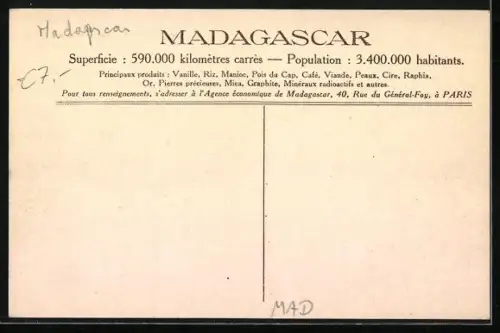 Madagascar
MADAGASCAR
Superficie : 590.000 kilomètres carrés — Population : 3.400.000 habitants.
€7.-
Principaux produits : Vanille, Riz, Manioc, Pois du Cap, Café, Viande, Peaux, Cire, Raphia,
Or, Pierres précieuses, Mica, Graphite, Minéraux radioactifs et autres.
Pour tous renseignements, s'adresser à l'Agence économique de Madagascar, 40, Rue du Général-Foy, à PARIS
MAD